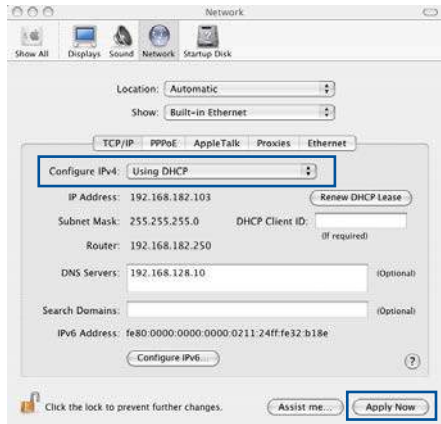 Network
Show All Displays Sound Network Startup Disk
Location: Automatic
Show: Built-in Ethernet
TCP/IP PPPoE AppleTalk Proxies Ethernet
Configure IPv4: Using DHCP
IP Address: 192.168.182.103 Renew DHCP Lease
Subnet Mask: 255.255.255.0 DHCP Client ID:
(If required)
Router: 192.168.182.250
DNS Servers: 192.168.128.10 (Optional)
Search Domains: (Optional)
IPv6 Address: fe80:0000:0000:0000:0211:24ff:fe32:b18e
Configure IPv6... ?
Click the lock to prevent further changes. Assist me... Apply Now